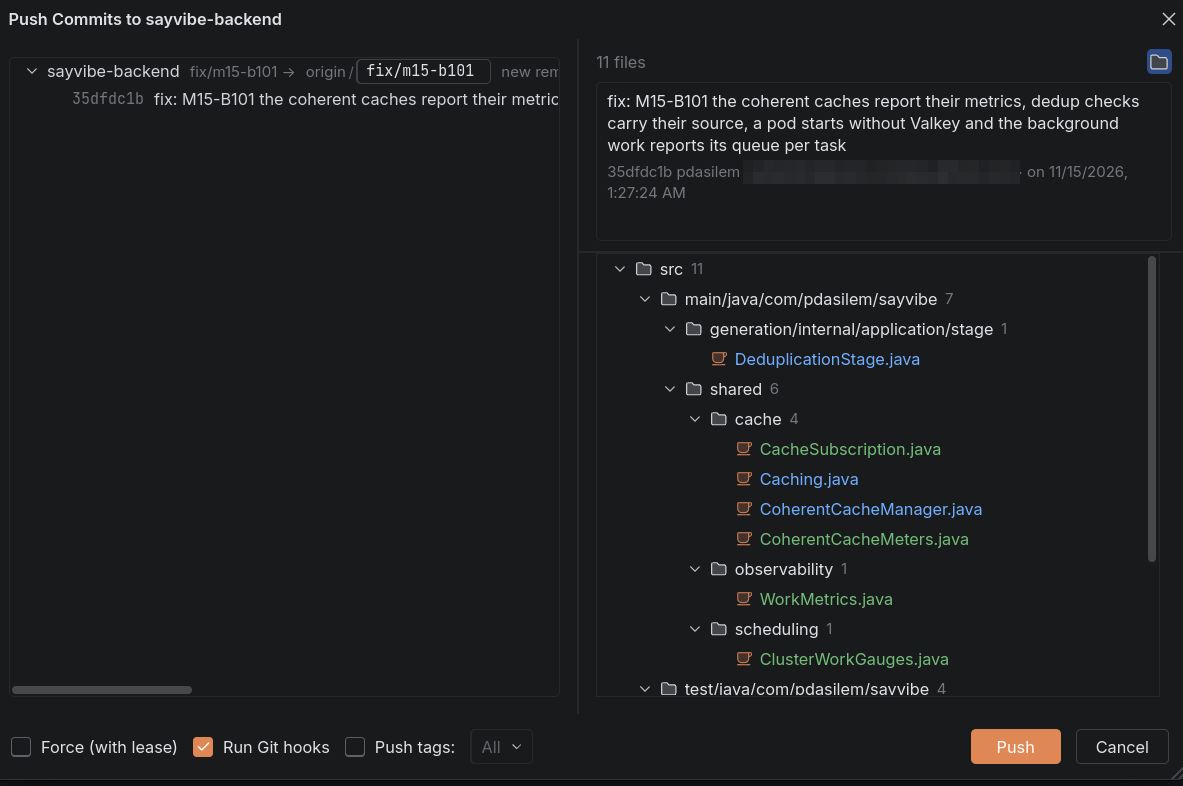 Push Commits to sayvibe-backend
sayvibe-backend fix/m15-b101 → origin / fix/m15-b101 new rem
35dfdc1b fix: M15-B101 the coherent caches report their metric
11 files
fix: M15-B101 the coherent caches report their metrics, dedup checks
carry their source, a pod starts without Valkey and the background
work reports its queue per task
35dfdc1b pdasilem on 11/15/2026,
1:27:24 AM
src 11
main/java/com/pdasilem/sayvibe 7
generation/internal/application/stage 1
DeduplicationStage.java
shared 6
cache 4
CacheSubscription.java
Caching.java
CoherentCacheManager.java
CoherentCacheMeters.java
observability 1
WorkMetrics.java
scheduling 1
ClusterWorkGauges.java
test/java/com/pdasilem/sayvibe 4
Force (with lease) Run Git hooks Push tags: All Push Cancel